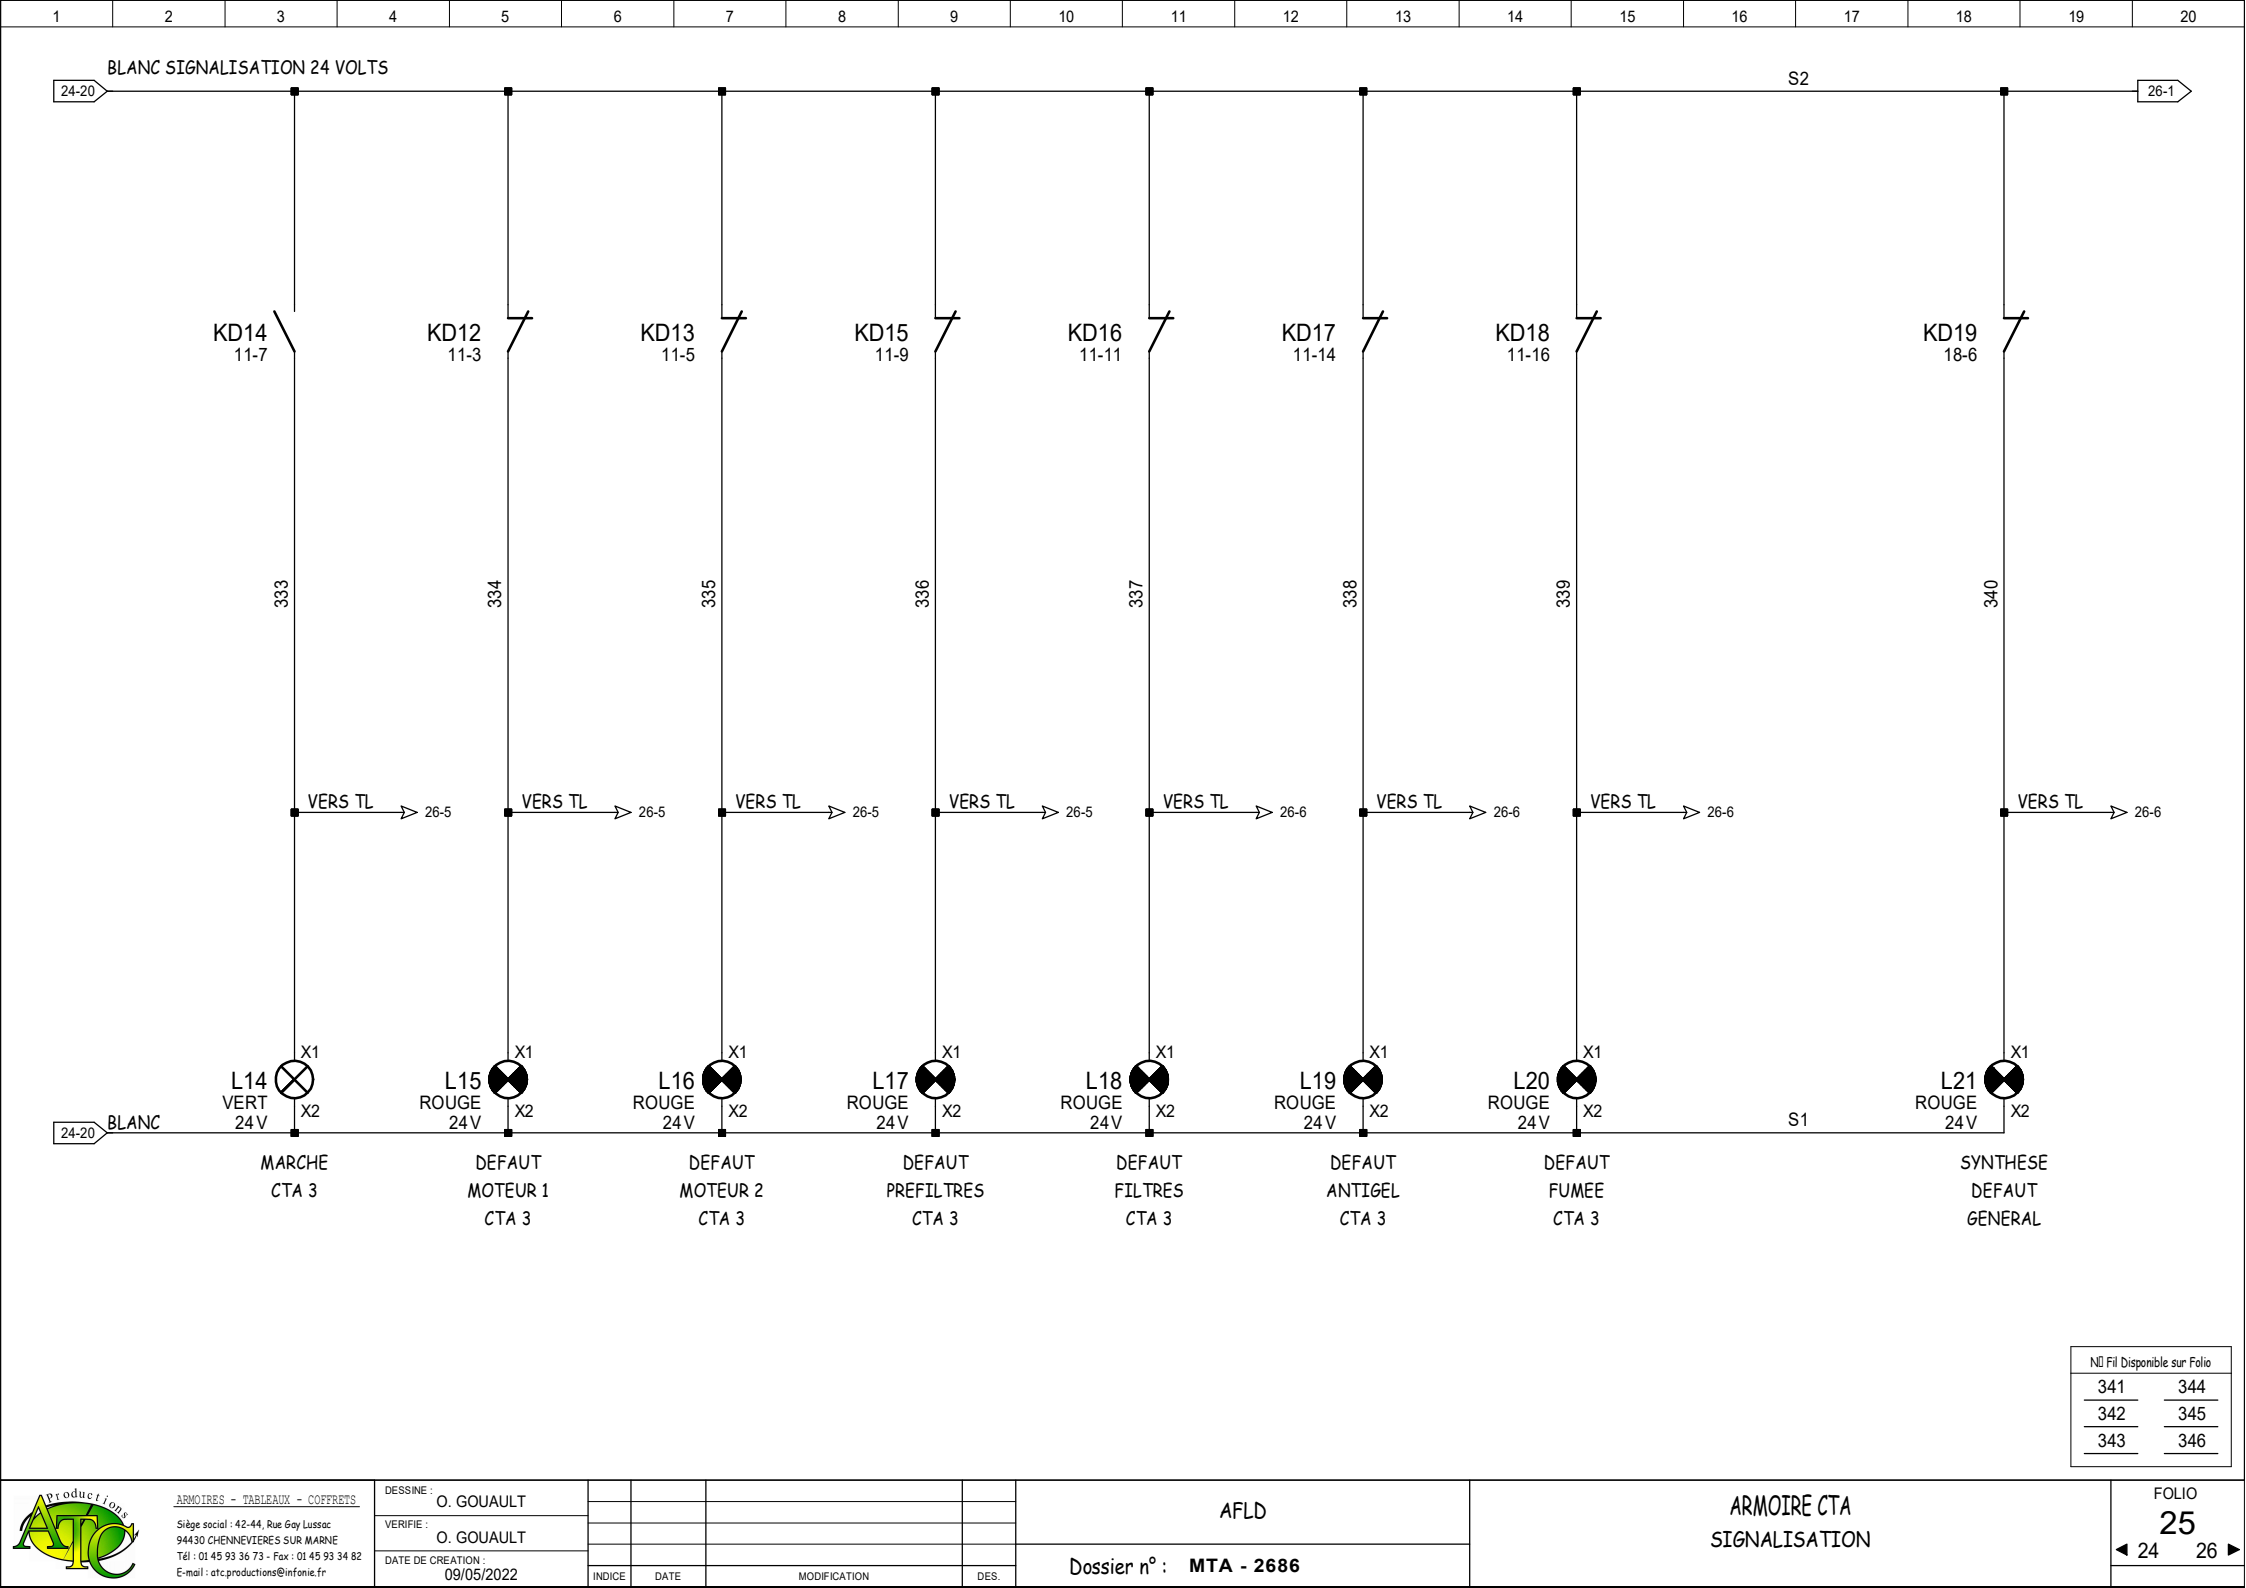 1 2 3 4 5 6 7 8 9 10 11 12 13 14 15 16 17 18 19 20
BLANC SIGNALISATION 24 VOLTS
24-20
S2
26-1
KD14 KD12 KD13 KD15 KD16 KD17 KD18 KD19
11-7 11-3 11-5 11-9 11-11 11-14 11-16 18-6
333 334 335 336 337 338 339 340
VERS TL 26-5 VERS TL 26-5 VERS TL 26-5 VERS TL 26-5 VERS TL 26-6 VERS TL 26-6 VERS TL 26-6 VERS TL 26-6
X1 X1 X1 X1 X1 X1 X1 X1
L14 L15 L16 L17 L18 L19 L20 L21
VERT ROUGE ROUGE ROUGE ROUGE ROUGE ROUGE ROUGE
X2 X2 X2 X2 X2 X2 X2 X2
24V 24V 24V 24V 24V 24V 24V 24V
24-20 BLANC
S1
MARCHE DEFAUT DEFAUT DEFAUT DEFAUT DEFAUT DEFAUT SYNTHESE
CTA 3 MOTEUR 1 MOTEUR 2 PREFILTRES FILTRES ANTIGEL FUMEE DEFAUT
CTA 3 CTA 3 CTA 3 CTA 3 CTA 3 CTA 3 GENERAL
N▯ Fil Disponible sur Folio
341 344
342 345
343 346
Productions
ATC
ARMOIRES - TABLEAUX - COFFRETS
Siège social : 42-44, Rue Gay Lussac
94430 CHENNEVIERES SUR MARNE
Tél : 01 45 93 36 73 - Fax : 01 45 93 34 82
E-mail : atc.productions@infonie.fr
DESSINE :
O. GOUAULT
VERIFIE :
O. GOUAULT
DATE DE CREATION :
09/05/2022
INDICE DATE MODIFICATION DES.
AFLD
Dossier n° : MTA - 2686
ARMOIRE CTA
SIGNALISATION
FOLIO
25
24 26